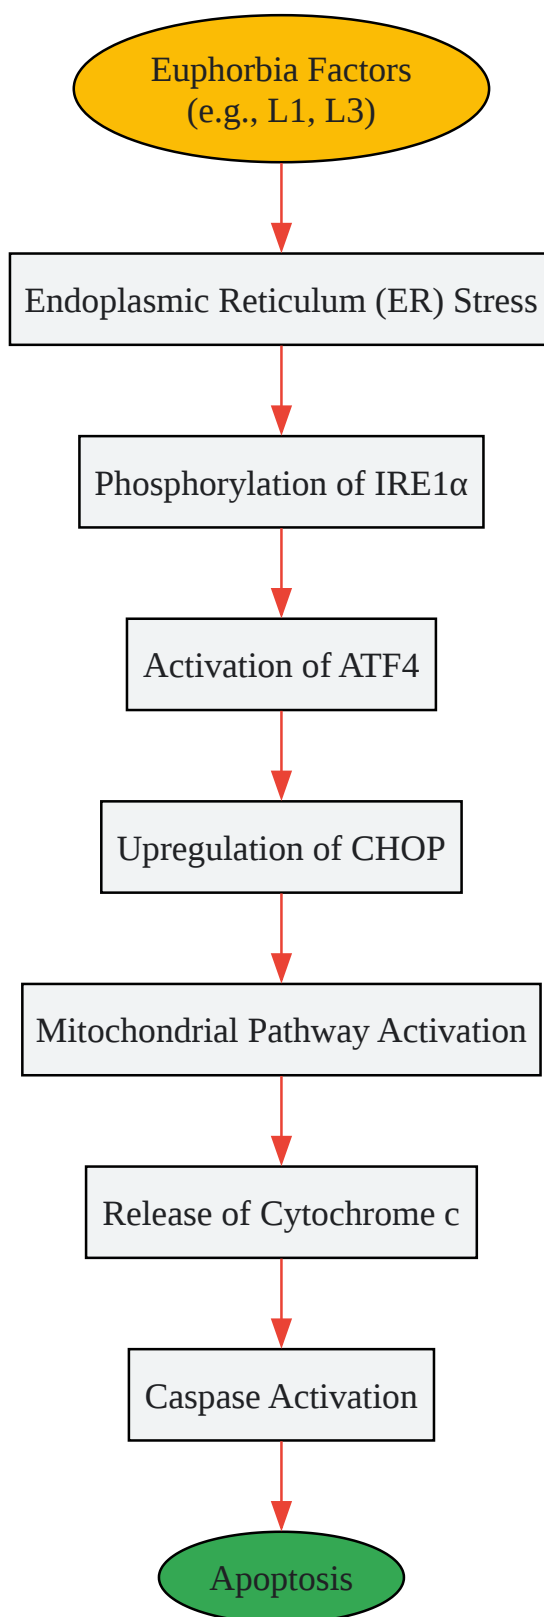 Euphorbia Factors
(e.g., L1, L3)
Endoplasmic Reticulum (ER) Stress
Phosphorylation of IRE1α
Activation of ATF4
Upregulation of CHOP
Mitochondrial Pathway Activation
Release of Cytochrome c
Caspase Activation
Apoptosis